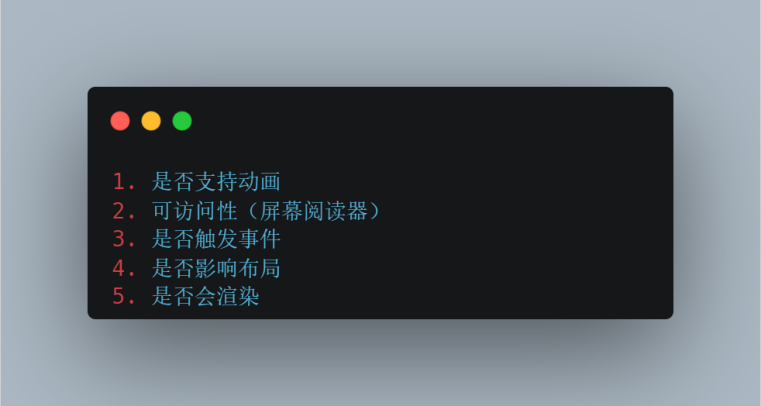 1. 是否支持动画
2. 可访问性（屏幕阅读器）
3. 是否触发事件
4. 是否影响布局
5. 是否会渲染